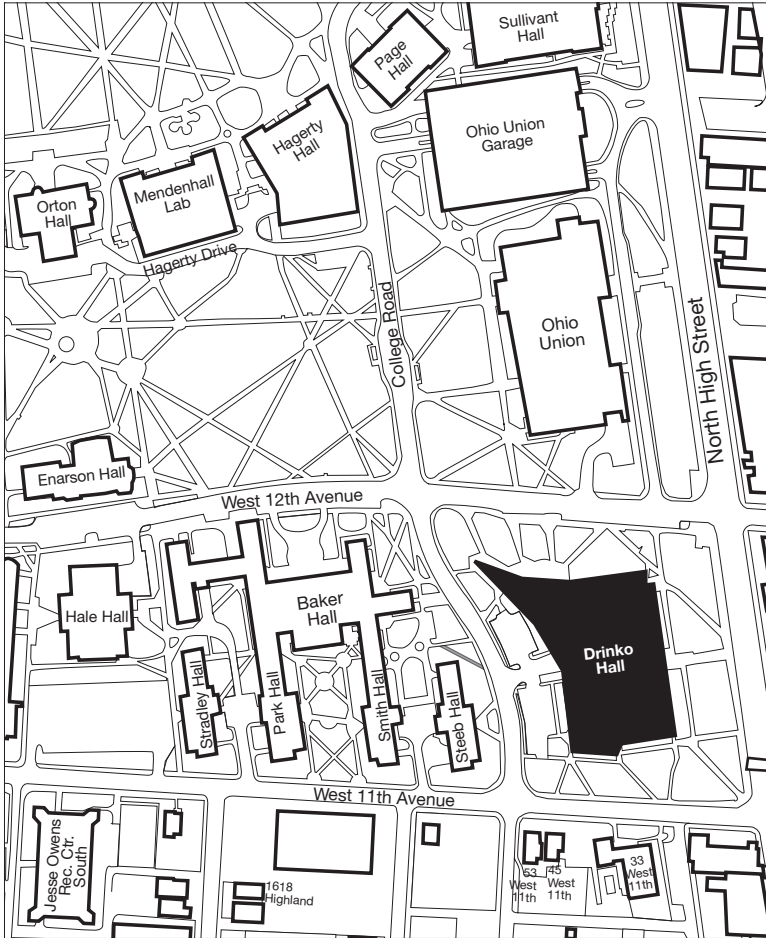 Sullivant
Hall
Page
Hall
Ohio Union
Garage
Hagerty
Hall
Mendenhall
Lab
Orton
Hall
Hagerty Drive
College Road
Ohio
Union
North High Street
Enarson Hall
West 12th Avenue
Hale Hall
Baker
Hall
Drinko
Hall
Stradley Hall
Park Hall
Smith Hall
Steeb Hall
West 11th Avenue
Jesse Owens
Rec. Ctr.
South
1618
Highland
53
West
11th
45
West
11th
33
West
11th